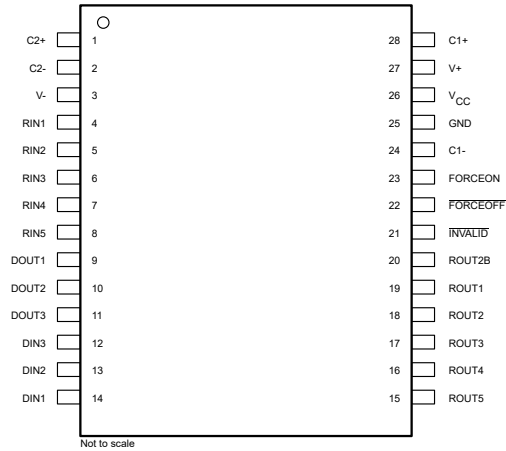 C2+ 1 28 C1+
C2- 2 27 V+
V- 3 26 VCC
RIN1 4 25 GND
RIN2 5 24 C1-
RIN3 6 23 FORCEON
RIN4 7 22 FORCEOFF
RIN5 8 21 INVALID
DOUT1 9 20 ROUT2B
DOUT2 10 19 ROUT1
DOUT3 11 18 ROUT2
DIN3 12 17 ROUT3
DIN2 13 16 ROUT4
DIN1 14 15 ROUT5
Not to scale